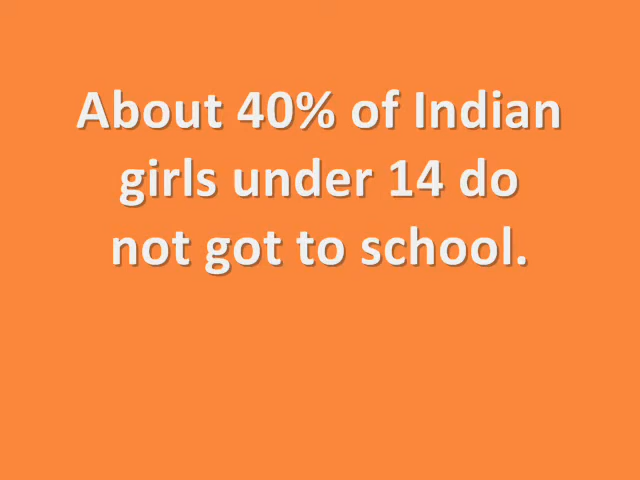 About 40% of Indian
girls under 14 do
not got to school.